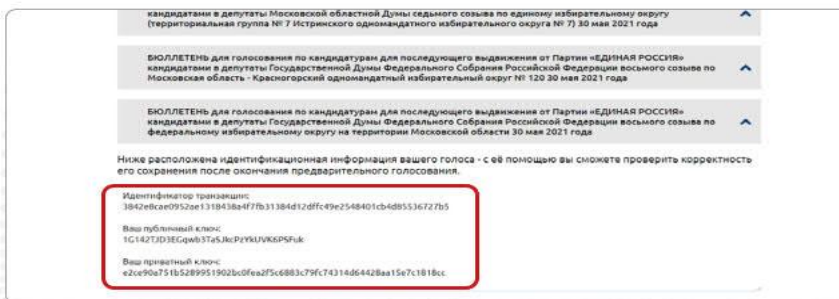 кандидатами в депутаты Московской областной Думы седьмого созыва по единому избирательному округу
(территориальная группа № 7 Истринского одномандатного избирательного округа № 7) 30 мая 2021 года
БЮЛЛЕТЕНЬ для голосования по кандидатурам для последующего выдвижения от Партии «ЕДИНАЯ РОССИЯ»
кандидатами в депутаты Государственной Думы Федерального Собрания Российской Федерации восьмого созыва по
Московская область - Красногорский одномандатный избирательный округ № 120 30 мая 2021 года
БЮЛЛЕТЕНЬ для голосования по кандидатурам для последующего выдвижения от Партии «ЕДИНАЯ РОССИЯ»
кандидатами в депутаты Государственной Думы Федерального Собрания Российской Федерации восьмого созыва по
федеральному избирательному округу на территории Московской области 30 мая 2021 года
Ниже расположена идентификационная информация вашего голоса - с её помощью вы сможете проверить корректность
его сохранения после окончания предварительного голосования.
Идентификатор транзакции:
3842e8cae0952ae1318438a4f7fb31384d12dffc49e2548401cb4d85536727b5
Ваш публичный ключ:
1G142TJD3EGqwb3TaSJkcPzYkUVK6PSFuk
Ваш приватный ключ:
e2ce90a751b5289951902bc0fea2f5c6883c79fc74314d64428aa15e7c1818cc